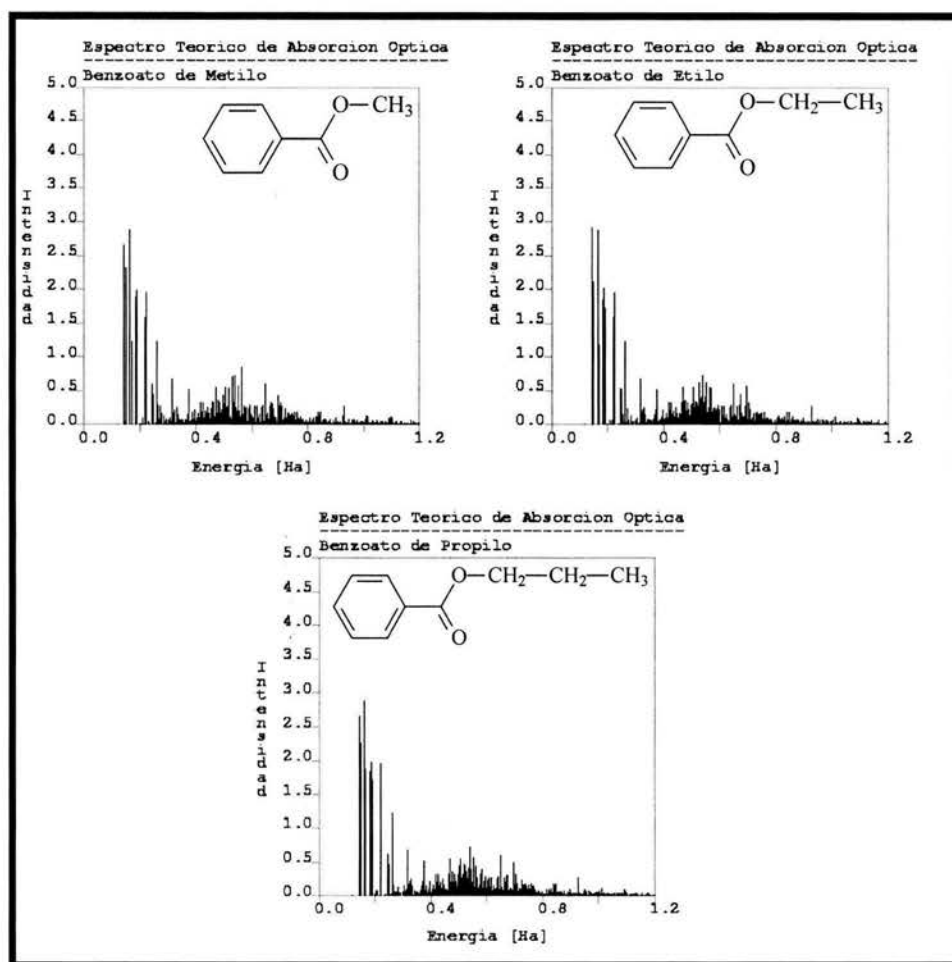 Espectro Teorico de Absorcion Optica
Benzoato de Metilo
5.0
4.5
4.0
3.5
3.0
2.5
2.0
1.5
1.0
0.5
0.0
Intensidad
O
CH3
O
0.0 0.4 0.8 1.2
Energia [Ha]
Espectro Teorico de Absorcion Optica
Benzoato de Etilo
5.0
4.5
4.0
3.5
3.0
2.5
2.0
1.5
1.0
0.5
0.0
Intensidad
O CH2 CH3
O
0.0 0.4 0.8 1.2
Energia [Ha]
Espectro Teorico de Absorcion Optica
Benzoato de Propilo
5.0
4.5
4.0
3.5
3.0
2.5
2.0
1.5
1.0
0.5
0.0
Intensidad
O CH2 CH2 CH3
O
0.0 0.4 0.8 1.2
Energia [Ha]